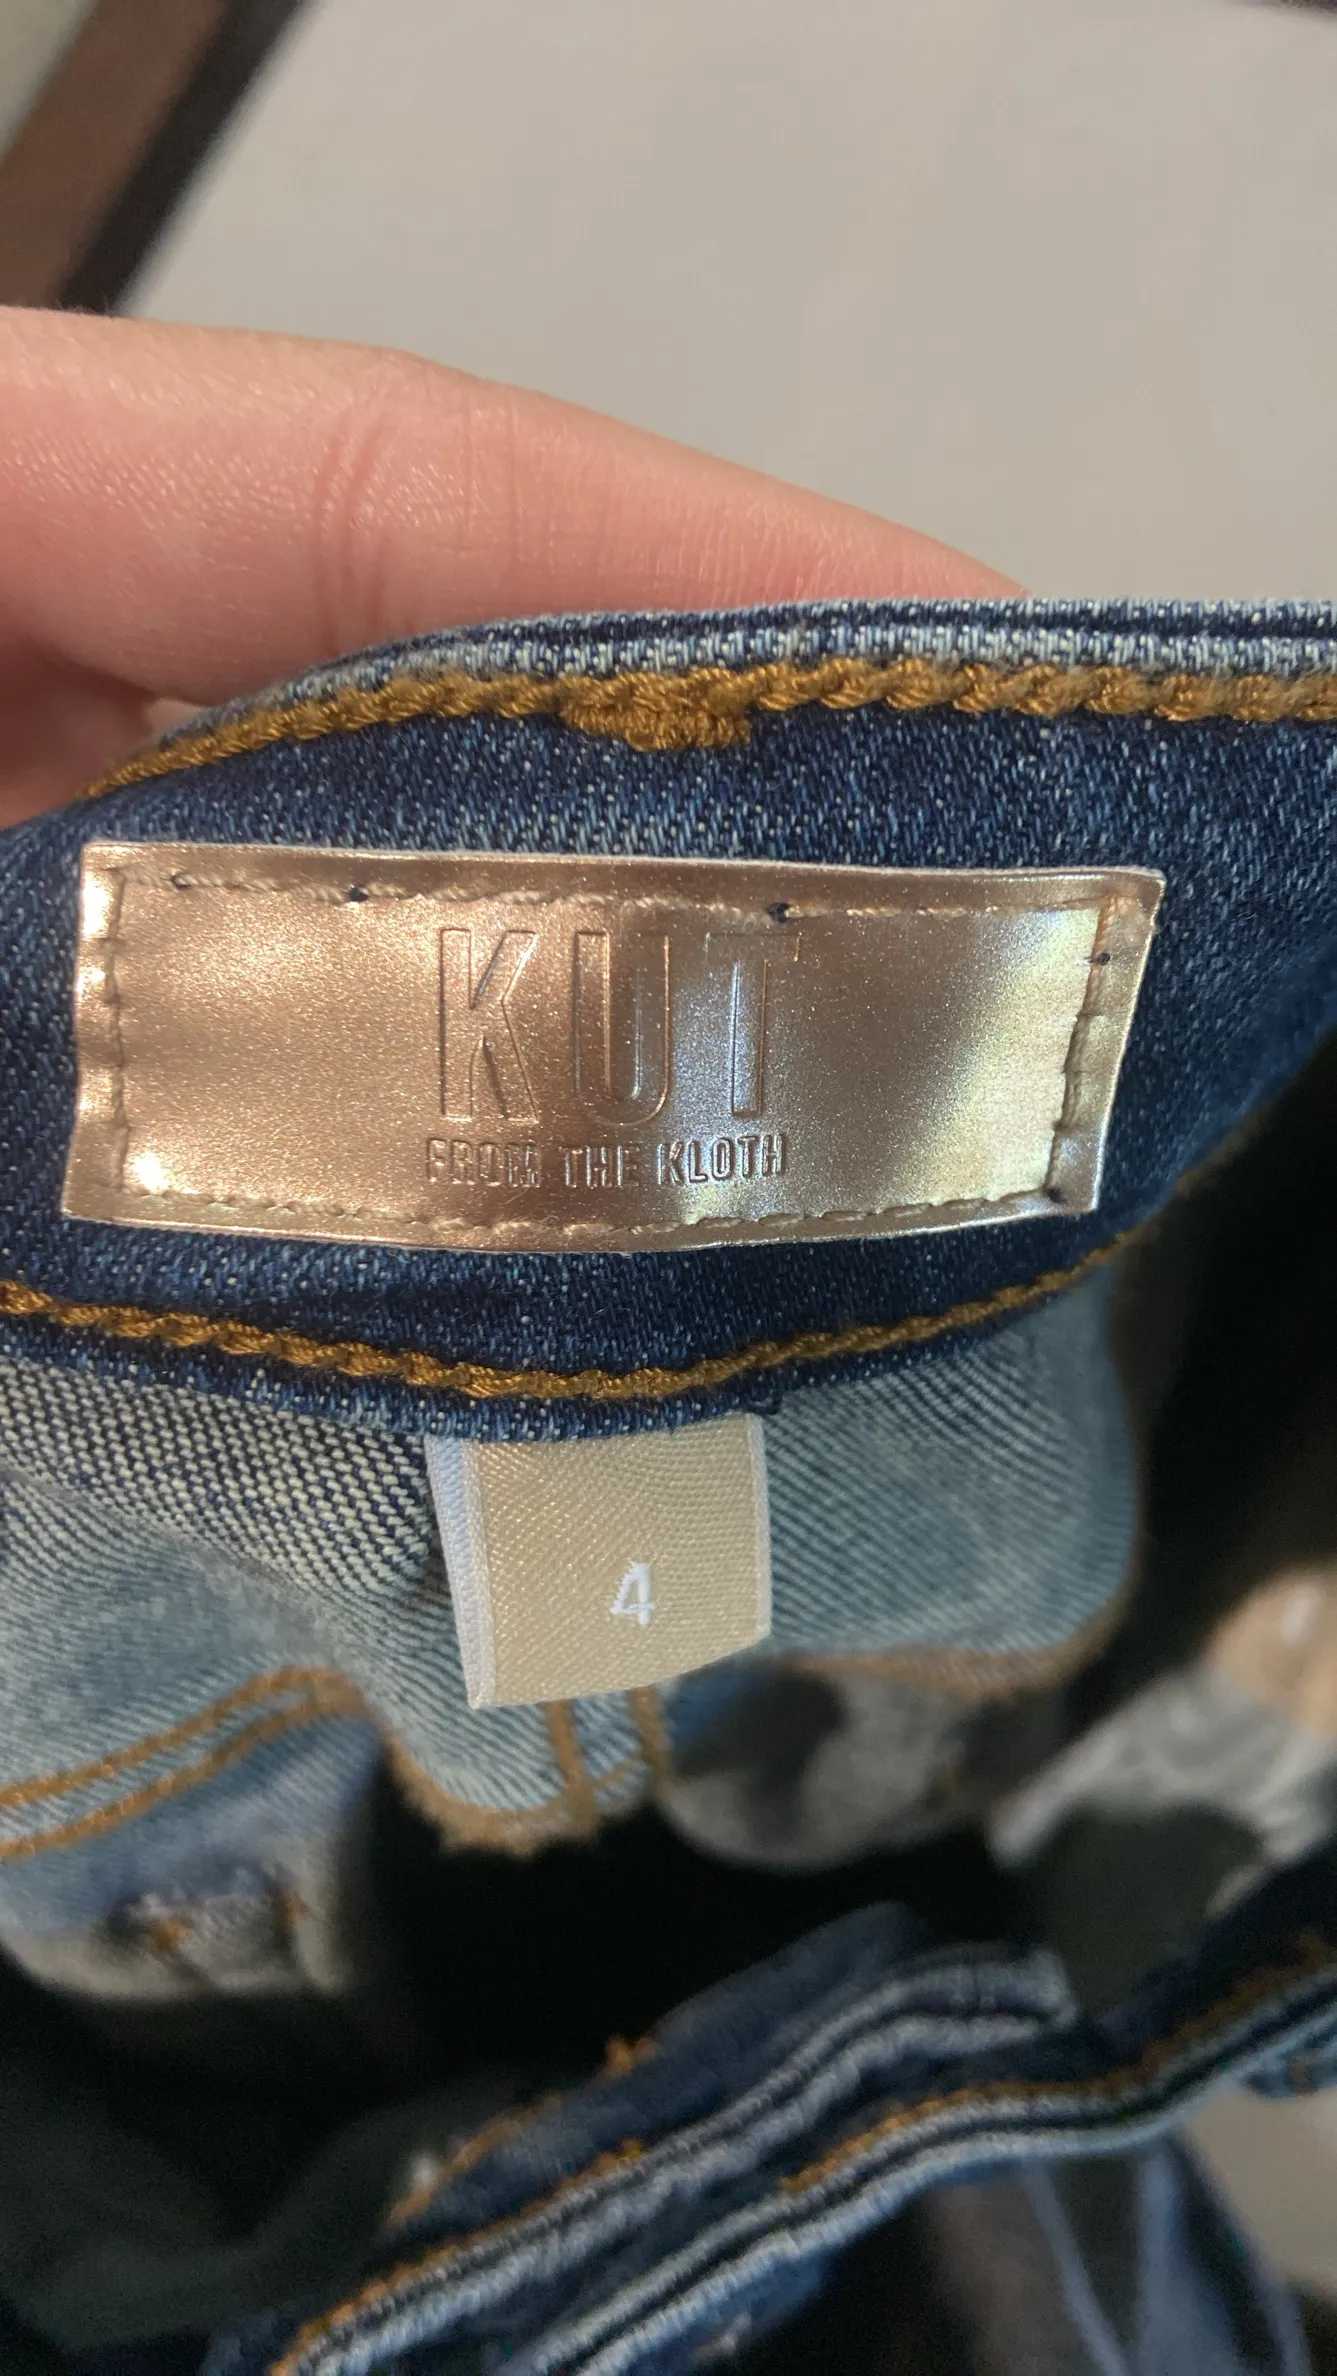 KUT
FROM THE KLOTH
4